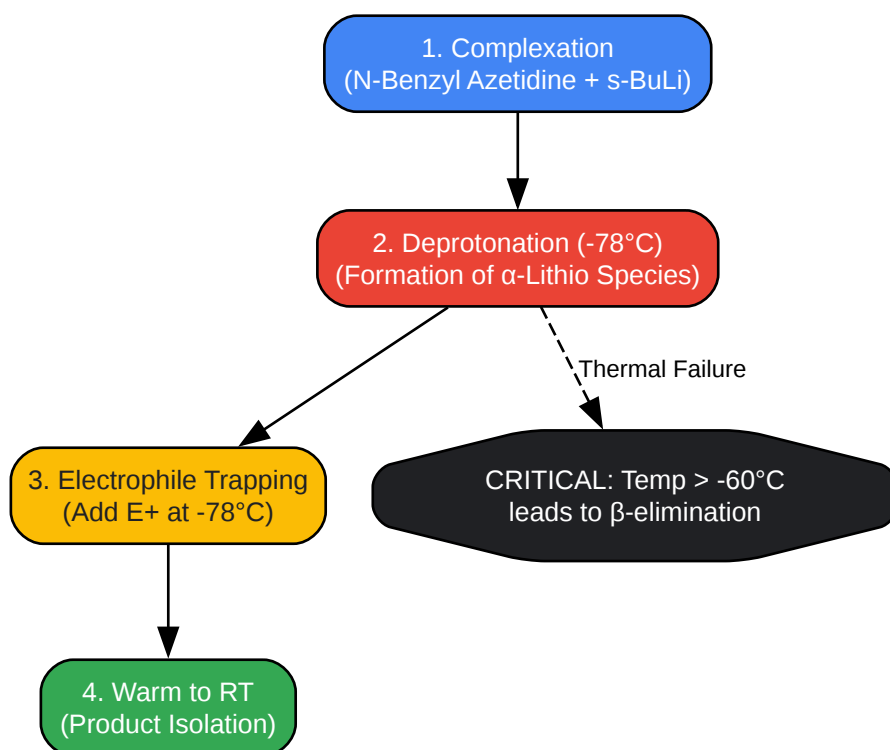 1. Complexation
(N-Benzyl Azetidine + s-BuLi)
2. Deprotonation (-78°C)
(Formation of α-Lithio Species)
Thermal Failure
3. Electrophile Trapping
(Add E+ at -78°C)
CRITICAL: Temp > -60°C
leads to β-elimination
4. Warm to RT
(Product Isolation)